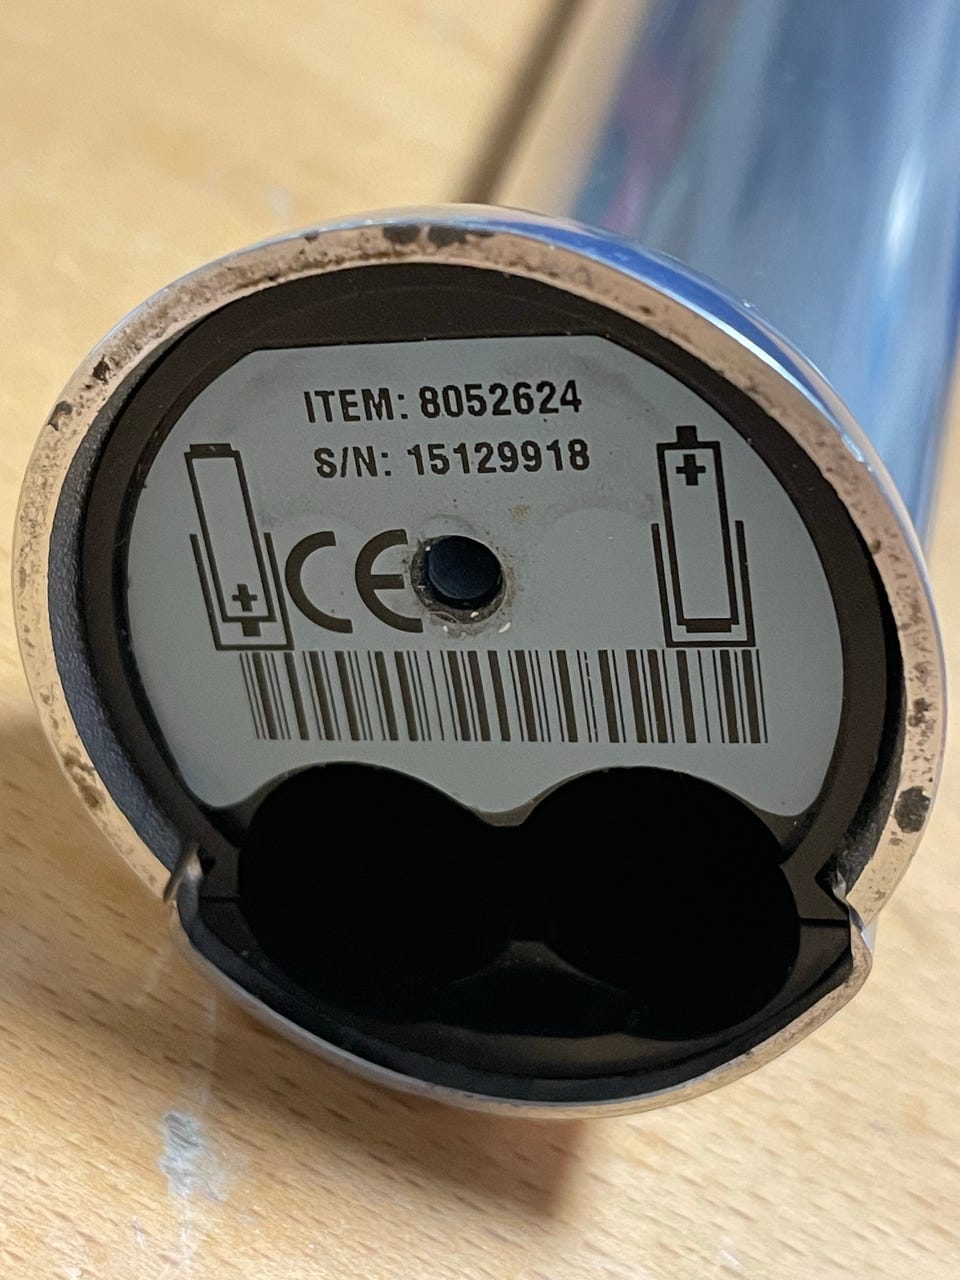 ITEM: 8052624
S/N: 15129918
+
+
CE